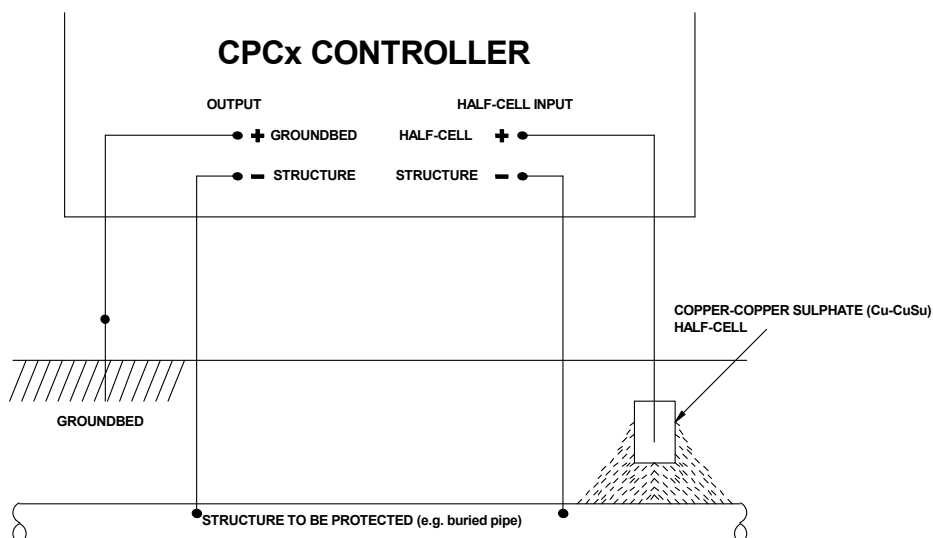 CPCx CONTROLLER
OUTPUT
HALF-CELL INPUT
+ GROUNDBED
HALF-CELL +
- STRUCTURE
STRUCTURE -
COPPER-COPPER SULPHATE (Cu-CuSu)
HALF-CELL
GROUNDBED
STRUCTURE TO BE PROTECTED (e.g. buried pipe)